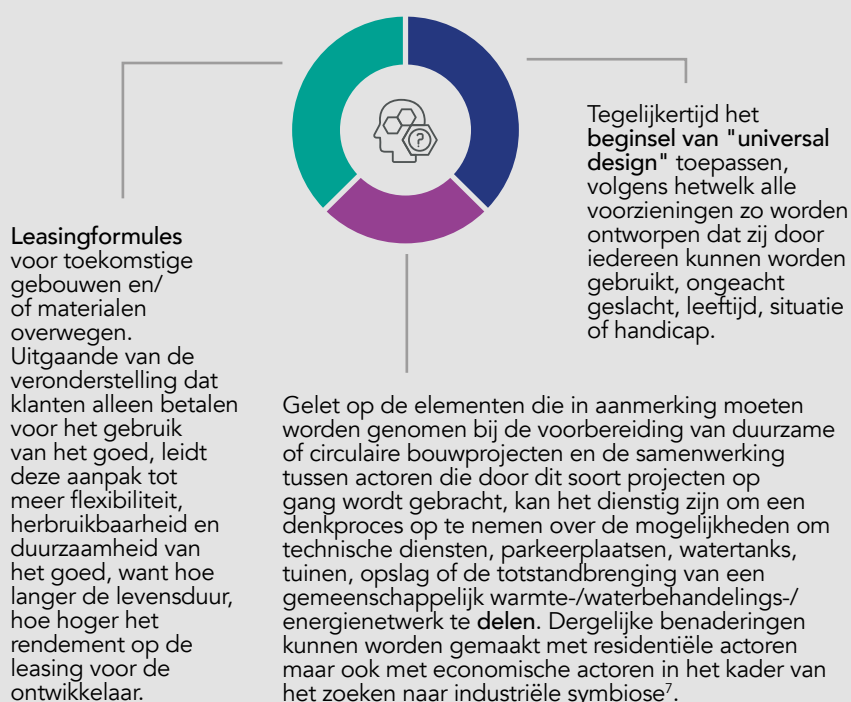 Tegelijkertijd het
beginsel van "universal
design" toepassen,
volgens hetwelk alle
voorzieningen zo worden
ontworpen dat zij door
iedereen kunnen worden
gebruikt, ongeacht
geslacht, leeftijd, situatie
of handicap.
Leasingformules
voor toekomstige
gebouwen en/
of materialen
overwegen.
Uitgaande van de
veronderstelling dat
klanten alleen betalen
voor het gebruik
van het goed, leidt
deze aanpak tot
meer flexibiliteit,
herbruikbaarheid en
duurzaamheid van
het goed, want hoe
langer de levensduur,
hoe hoger het
rendement op de
leasing voor de
ontwikkelaar.
Gelet op de elementen die in aanmerking moeten
worden genomen bij de voorbereiding van duurzame
of circulaire bouwprojecten en de samenwerking
tussen actoren die door dit soort projecten op
gang wordt gebracht, kan het dienstig zijn om een
denkproces op te nemen over de mogelijkheden om
technische diensten, parkeerplaatsen, watertanks,
tuinen, opslag of de totstandbrenging van een
gemeenschappelijk warmte-/waterbehandelings-/
energienetwerk te delen. Dergelijke benaderingen
kunnen worden gemaakt met residentiële actoren
maar ook met economische actoren in het kader van
het zoeken naar industriële symbiose⁷.
?